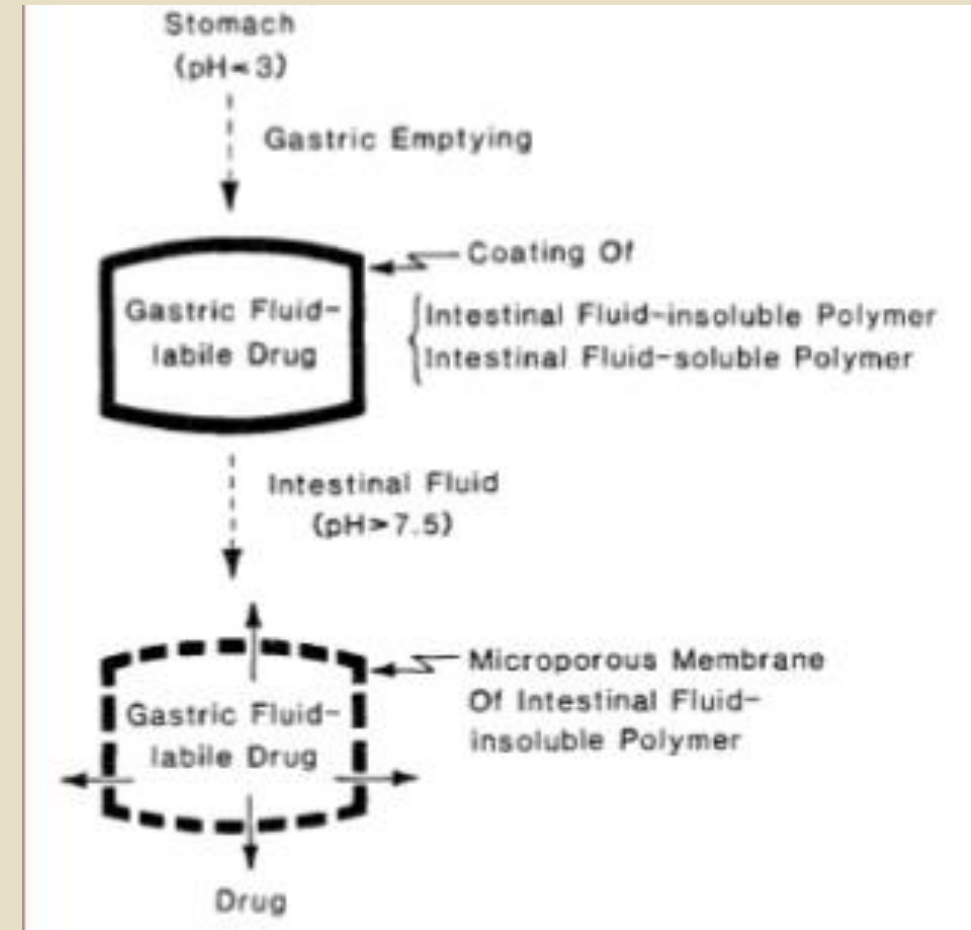 Stomach
(pH<3)
Gastric Emptying
Coating Of
Gastric Fluid-
labile Drug
Intestinal Fluid-insoluble Polymer
Intestinal Fluid-soluble Polymer
Intestinal Fluid
(pH>7.5)
Microporous Membrane
Of Intestinal Fluid-
insoluble Polymer
Gastric Fluid-
labile Drug
Drug